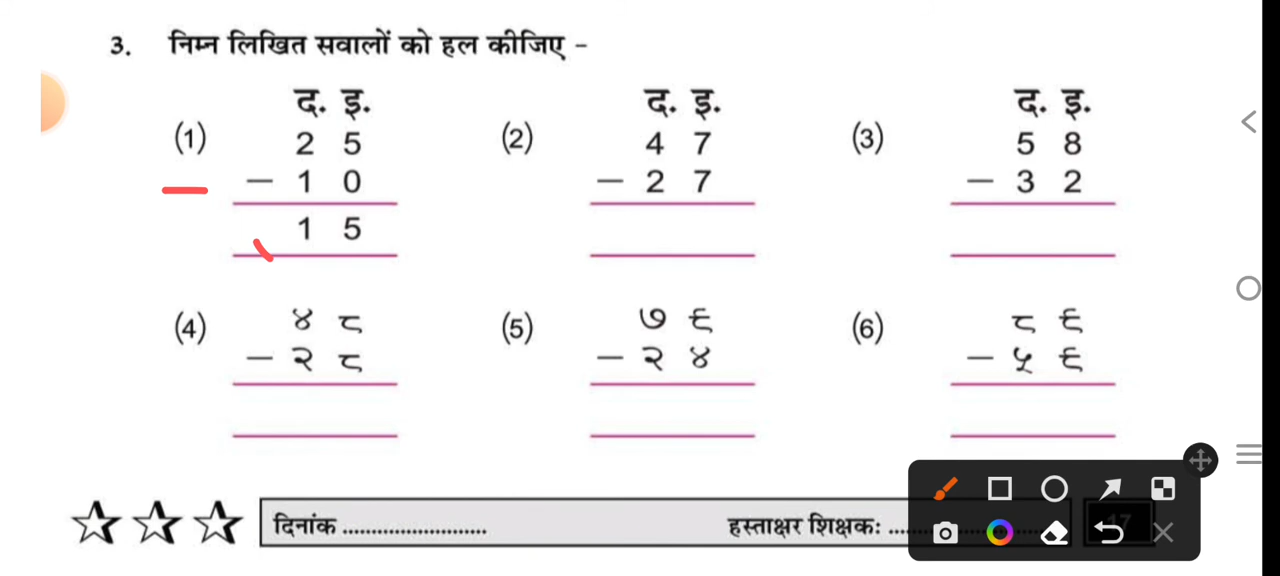 3. निम्न लिखित सवालों को हल कीजिए -
द. इ. द. इ. द. इ.
(1) 2 5 (2) 4 7 (3) 5 8
- 1 0 - 2 7 - 3 2
1 5
(4) ४ ८ (5) ७ ६ (6) ८ ६
- २ ८ - २ ४ - ५ ६
दिनांक ........................ हस्ताक्षर शिक्षकः ........................ 17